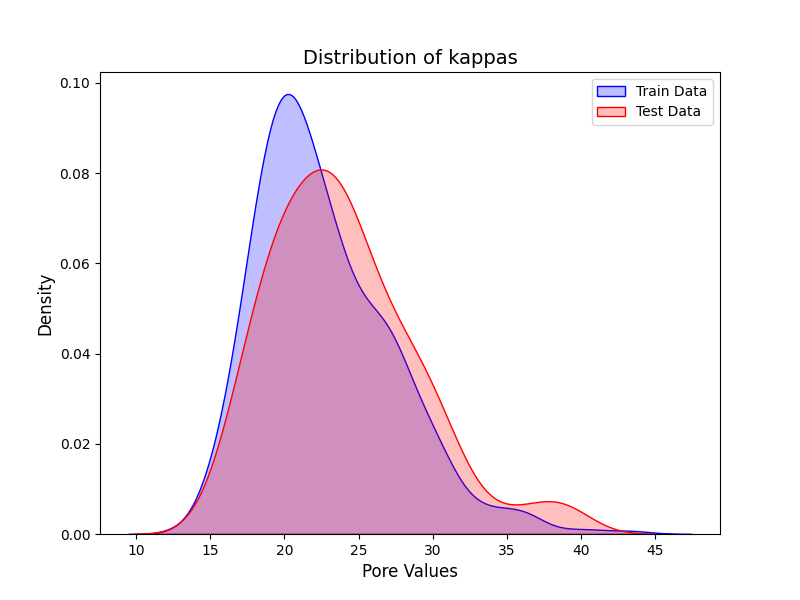 Distribution of kappas
Train Data
Test Data
Density
0.10
0.08
0.06
0.04
0.02
0.00
10 15 20 25 30 35 40 45
Pore Values